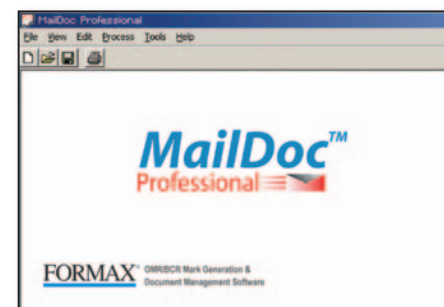 MailDoc Professional
File View Edit Process Tools Help
MailDoc™
Professional
FORMAX® OMR/BCR Mark Generation &
Document Management Software